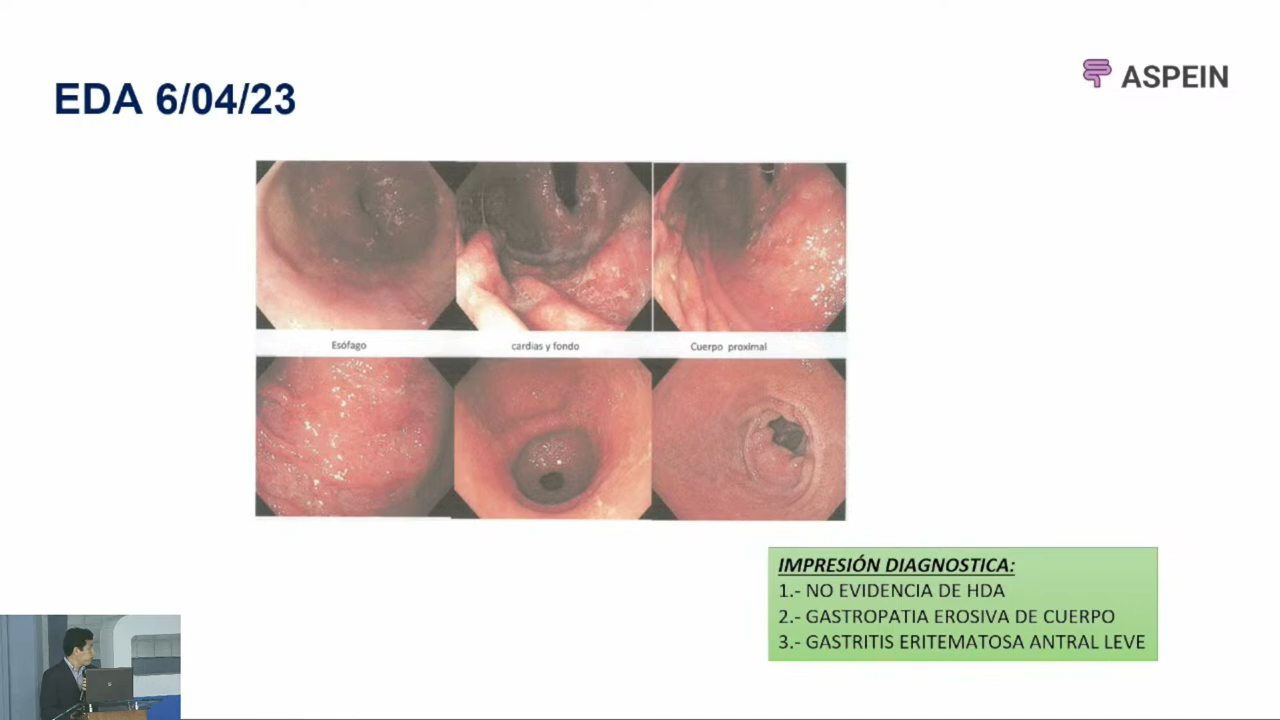 EDA 6/04/23
ASPEIN
Esófago
cardias y fondo
Cuerpo proximal
IMPRESIÓN DIAGNOSTICA:
1.- NO EVIDENCIA DE HDA
2.- GASTROPATIA EROSIVA DE CUERPO
3.- GASTRITIS ERITEMATOSA ANTRAL LEVE